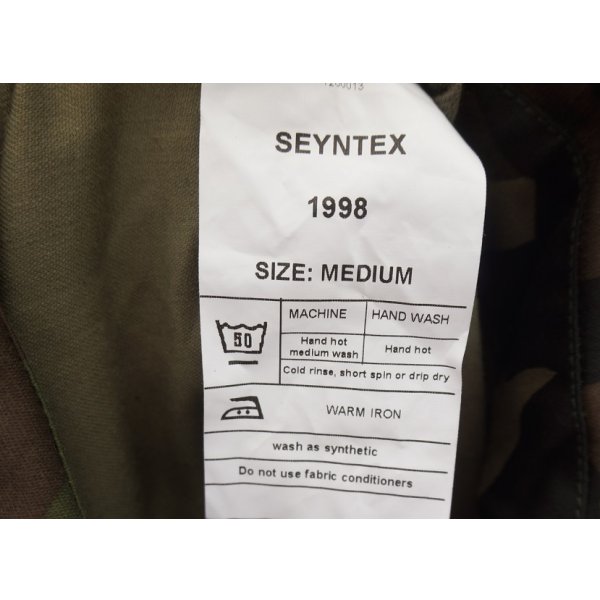 SEYNTEX
1998
SIZE: MEDIUM
MACHINE HAND WASH
50
Hand hot medium wash Hand hot
Cold rinse, short spin or drip dry
WARM IRON
wash as synthetic
Do not use fabric conditioners